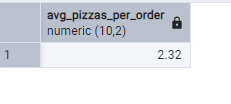 avg_pizzas_per_order
numeric (10,2)
1 2.32